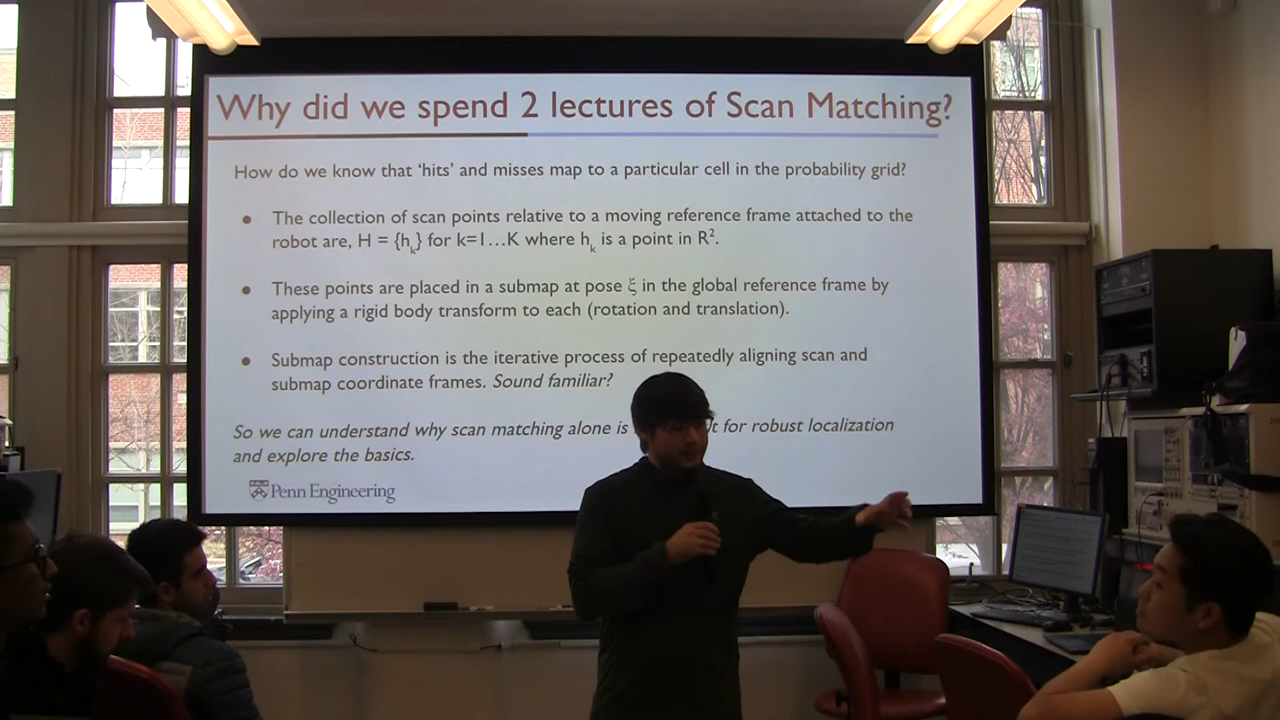 Why did we spend 2 lectures of Scan Matching?
How do we know that ‘hits’ and misses map to a particular cell in the probability grid?
● The collection of scan points relative to a moving reference frame attached to the
robot are, H = {hₖ} for k=1…K where hₖ is a point in R².
● These points are placed in a submap at pose ξ in the global reference frame by
applying a rigid body transform to each (rotation and translation).
● Submap construction is the iterative process of repeatedly aligning scan and
submap coordinate frames. Sound familiar?
So we can understand why scan matching alone is for robust localization
and explore the basics.
Penn Engineering